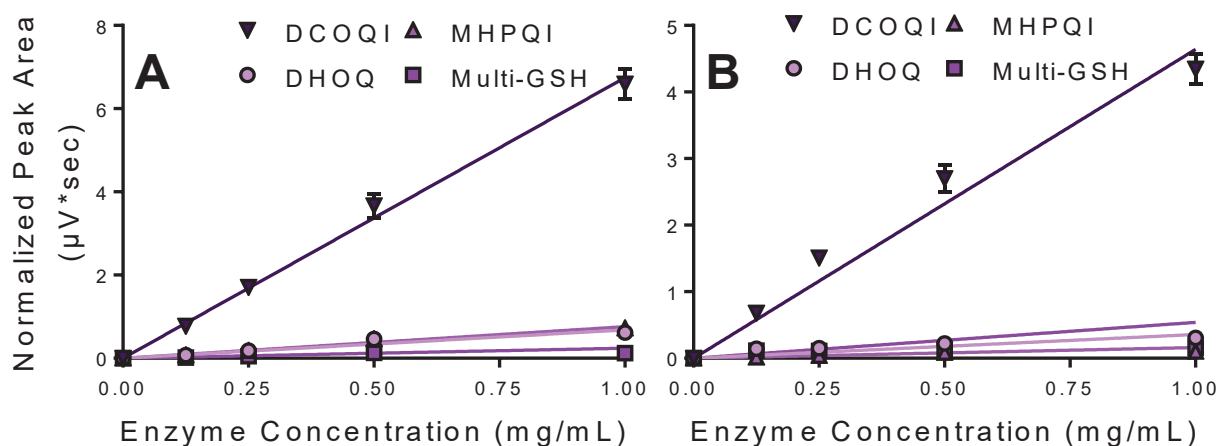 A
DCOQI
MHPQI
DHOQ
Multi-GSH
Normalized Peak Area
(µV*sec)
8
6
4
2
0
0.00
0.25
0.50
0.75
1.00
Enzyme Concentration (mg/mL)
B
DCOQI
MHPQI
DHOQ
Multi-GSH
5
4
3
2
1
0
0.00
0.25
0.50
0.75
1.00
Enzyme Concentration (mg/mL)